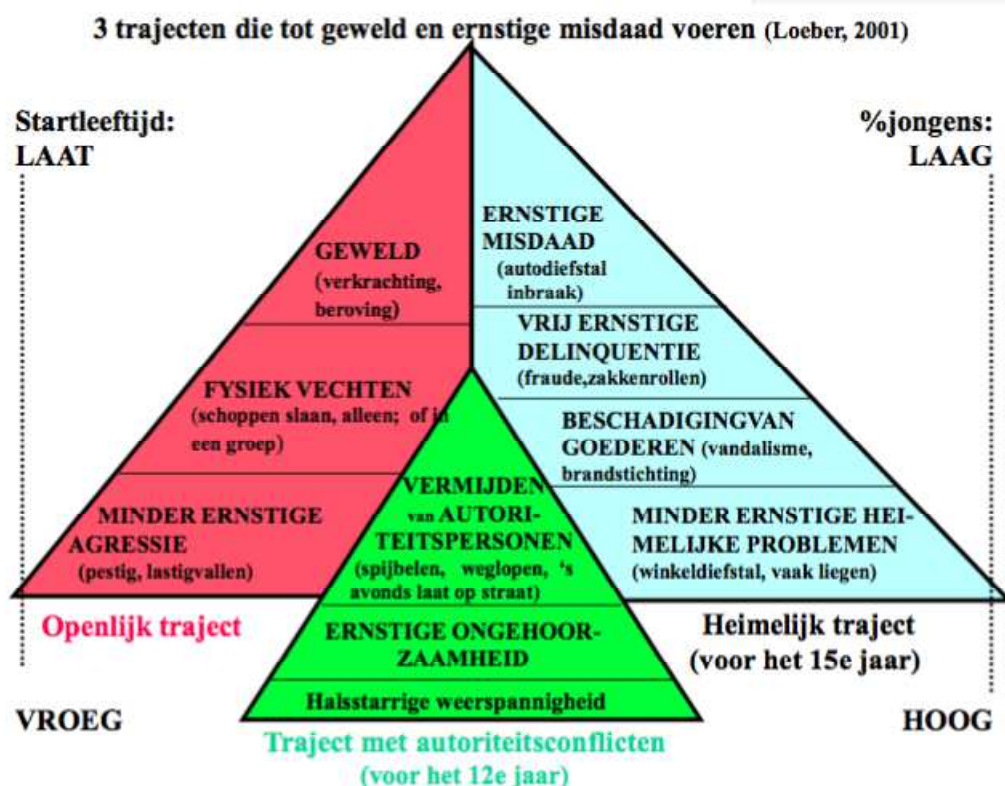 3 trajecten die tot geweld en ernstige misdaad voeren (Loeber, 2001)
Startleeftijd:
LAAT
%jongens:
LAAG
GEWELD
(verkrachting,
beroving)
FYSIEK VECHTEN
(schoppen slaan, alleen; of in
een groep)
MINDER ERNSTIGE
AGRESSIE
(pestig, lastigvallen)
Openlijk traject
ERNSTIGE
MISDAAD
(autodiefstal
inbraak)
VRIJ ERNSTIGE
DELINQUENTIE
(fraude,zakkenrollen)
BESCHADIGINGVAN
GOEDEREN (vandalisme,
brandstichting)
MINDER ERNSTIGE HEI-
MELIJKE PROBLEMEN
(winkeldiefstal, vaak liegen)
Heimelijk traject
(voor het 15e jaar)
VERMIJDEN
van AUTORI-
TEITSPERSONEN
(spijbelen, weglopen, 's
avonds laat op straat)
ERNSTIGE ONGEHOOR-
ZAAMHEID
Halsstarrige weerspannigheid
Traject met autoriteitsconflicten
(voor het 12e jaar)
VROEG
HOOG